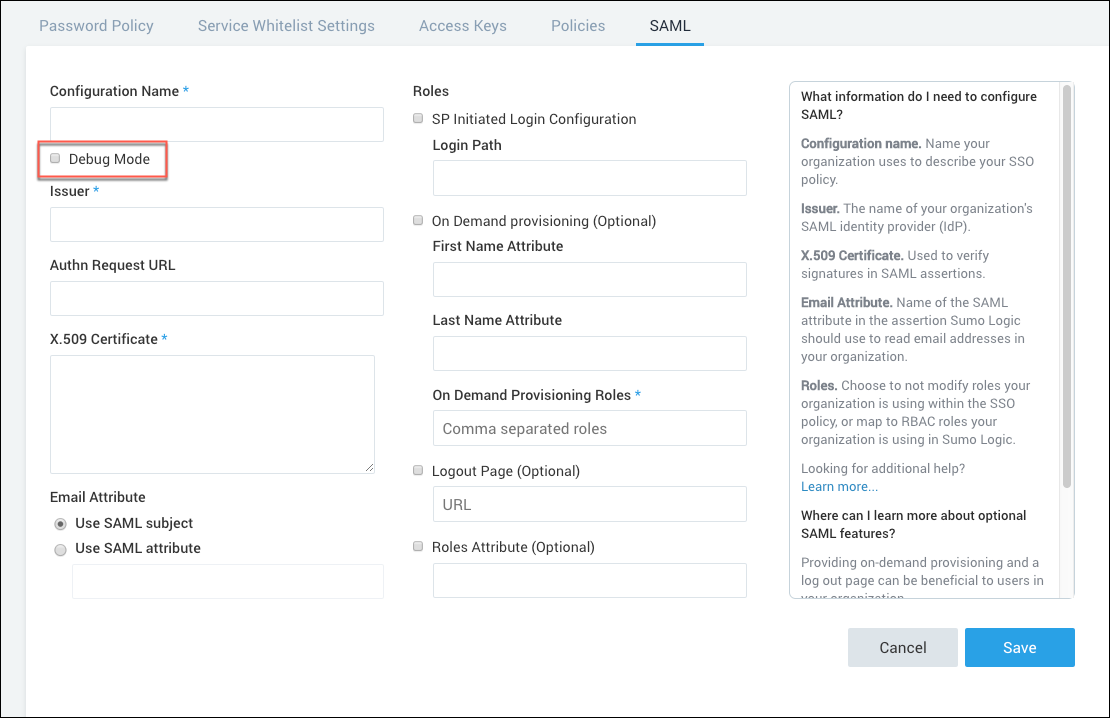 Password Policy
Service Whitelist Settings
Access Keys
Policies
SAML
Configuration Name *
Debug Mode
Issuer *
Authn Request URL
X.509 Certificate *
Email Attribute
Use SAML subject
Use SAML attribute
Roles
SP Initiated Login Configuration
Login Path
On Demand provisioning (Optional)
First Name Attribute
Last Name Attribute
On Demand Provisioning Roles *
Comma separated roles
Logout Page (Optional)
URL
Roles Attribute (Optional)
What information do I need to configure
SAML?
Configuration name. Name your
organization uses to describe your SSO
policy.
Issuer. The name of your organization's
SAML identity provider (IdP).
X.509 Certificate. Used to verify
signatures in SAML assertions.
Email Attribute. Name of the SAML
attribute in the assertion Sumo Logic
should use to read email addresses in
your organization.
Roles. Choose to not modify roles your
organization is using within the SSO
policy, or map to RBAC roles your
organization is using in Sumo Logic.
Looking for additional help?
Learn more...
Where can I learn more about optional
SAML features?
Providing on-demand provisioning and a
log out page can be beneficial to users in
your organization
Cancel
Save